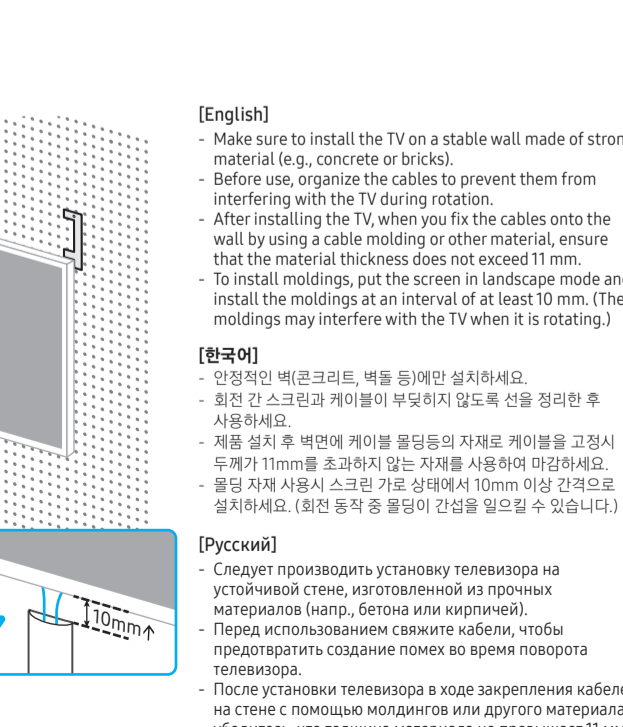 [English]
- Make sure to install the TV on a stable wall made of stron
material (e.g., concrete or bricks).
- Before use, organize the cables to prevent them from
interfering with the TV during rotation.
- After installing the TV, when you fix the cables onto the
wall by using a cable molding or other material, ensure
that the material thickness does not exceed 11 mm.
- To install moldings, put the screen in landscape mode an
install the moldings at an interval of at least 10 mm. (The
moldings may interfere with the TV when it is rotating.)
[한국어]
- 안정적인 벽(콘크리트, 벽돌 등)에만 설치하세요.
- 회전 간 스크린과 케이블이 부딪히지 않도록 선을 정리한 후
사용하세요.
- 제품 설치 후 벽면에 케이블 몰딩등의 자재로 케이블을 고정시
두께가 11mm를 초과하지 않는 자재를 사용하여 마감하세요.
- 몰딩 자재 사용시 스크린 가로 상태에서 10mm 이상 간격으로
설치하세요. (회전 동작 중 몰딩이 간섭을 일으킬 수 있습니다.)
[Русский]
- Следует производить установку телевизора на
устойчивой стене, изготовленной из прочных
материалов (напр., бетона или кирпичей).
- Перед использованием свяжите кабели, чтобы
предотвратить создание помех во время поворота
телевизора.
- После установки телевизора в ходе закрепления кабеле
на стене с помощью молдингов или другого материала
10mm↑